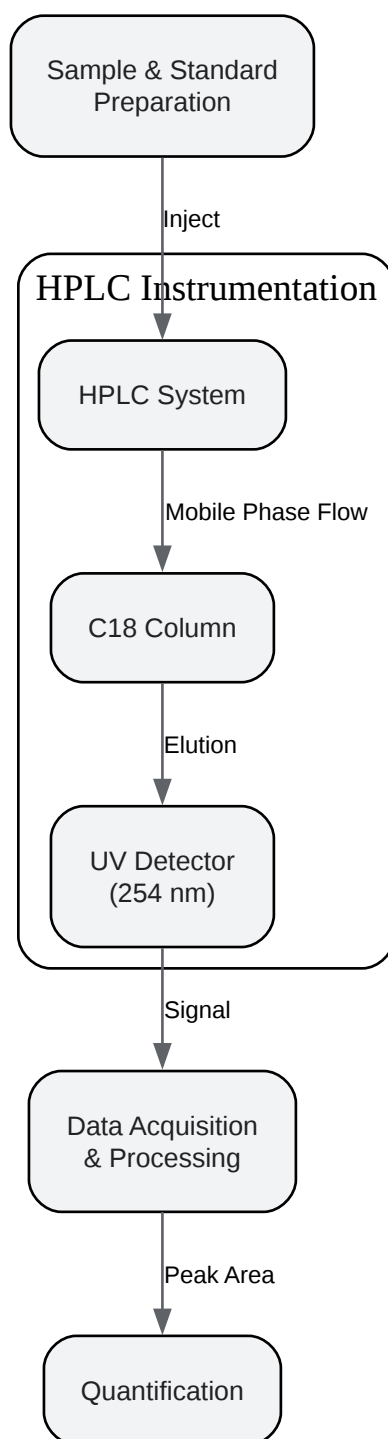 Sample & Standard
Preparation
Inject
HPLC Instrumentation
HPLC System
Mobile Phase Flow
C18 Column
Elution
UV Detector
(254 nm)
Signal
Data Acquisition
& Processing
Peak Area
Quantification